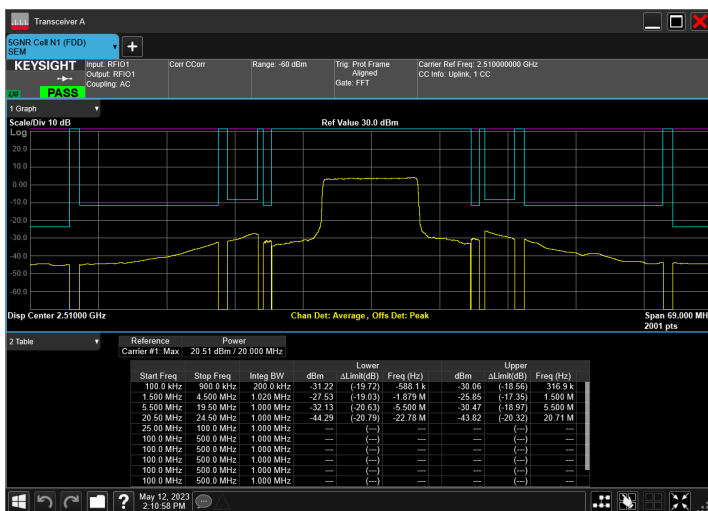 Transceiver A
5GNR Cell N1 (FDD)
SEM
KEYSIGHT
Input: RFIO1
Output: RFIO1
Coupling: AC
Corr CCorr
Range: -60 dBm
Trig: Prot Frame
Aligned
Gate: FFT
Carrier Ref Freq: 2.510000000 GHz
CC Info: Uplink, 1 CC
LXI
PASS
1 Graph
Scale/Div 10 dB
Ref Value 30.0 dBm
Log
20.0
10.0
0.00
-10.0
-20.0
-30.0
-40.0
-50.0
-60.0
Disp Center 2.51000 GHz
Chan Det: Average , Offs Det: Peak
Span 69.000 MH
2001 pts
2 Table
Reference Power
Carrier #1: Max 20.51 dBm / 20.000 MHz
Lower Upper
Start Freq Stop Freq Integ BW dBm ΔLimit(dB) Freq (Hz) dBm ΔLimit(dB) Freq (Hz)
100.0 kHz 900.0 kHz 200.0 kHz -31.22 (-19.72) -588.1 k -30.06 (-18.56) 316.9 k
1.500 MHz 4.500 MHz 1.020 MHz -27.53 (-19.03) -1.879 M -25.85 (-17.35) 1.500 M
5.500 MHz 19.50 MHz 1.000 MHz -32.13 (-20.63) -5.500 M -30.47 (-18.97) 5.500 M
20.50 MHz 24.50 MHz 1.000 MHz -44.29 (-20.79) -22.78 M -43.82 (-20.32) 20.71 M
25.00 MHz 100.0 kHz 1.000 MHz --- (---) --- --- (---) ---
100.0 kHz 500.0 kHz 1.000 MHz --- (---) --- --- (---) ---
100.0 kHz 500.0 kHz 1.000 MHz --- (---) --- --- (---) ---
100.0 kHz 500.0 kHz 1.000 MHz --- (---) --- --- (---) ---
100.0 kHz 500.0 kHz 1.000 MHz --- (---) --- --- (---) ---
100.0 kHz 500.0 kHz 1.000 MHz --- (---) --- --- (---) ---
May 12, 2023
2:10:58 PM